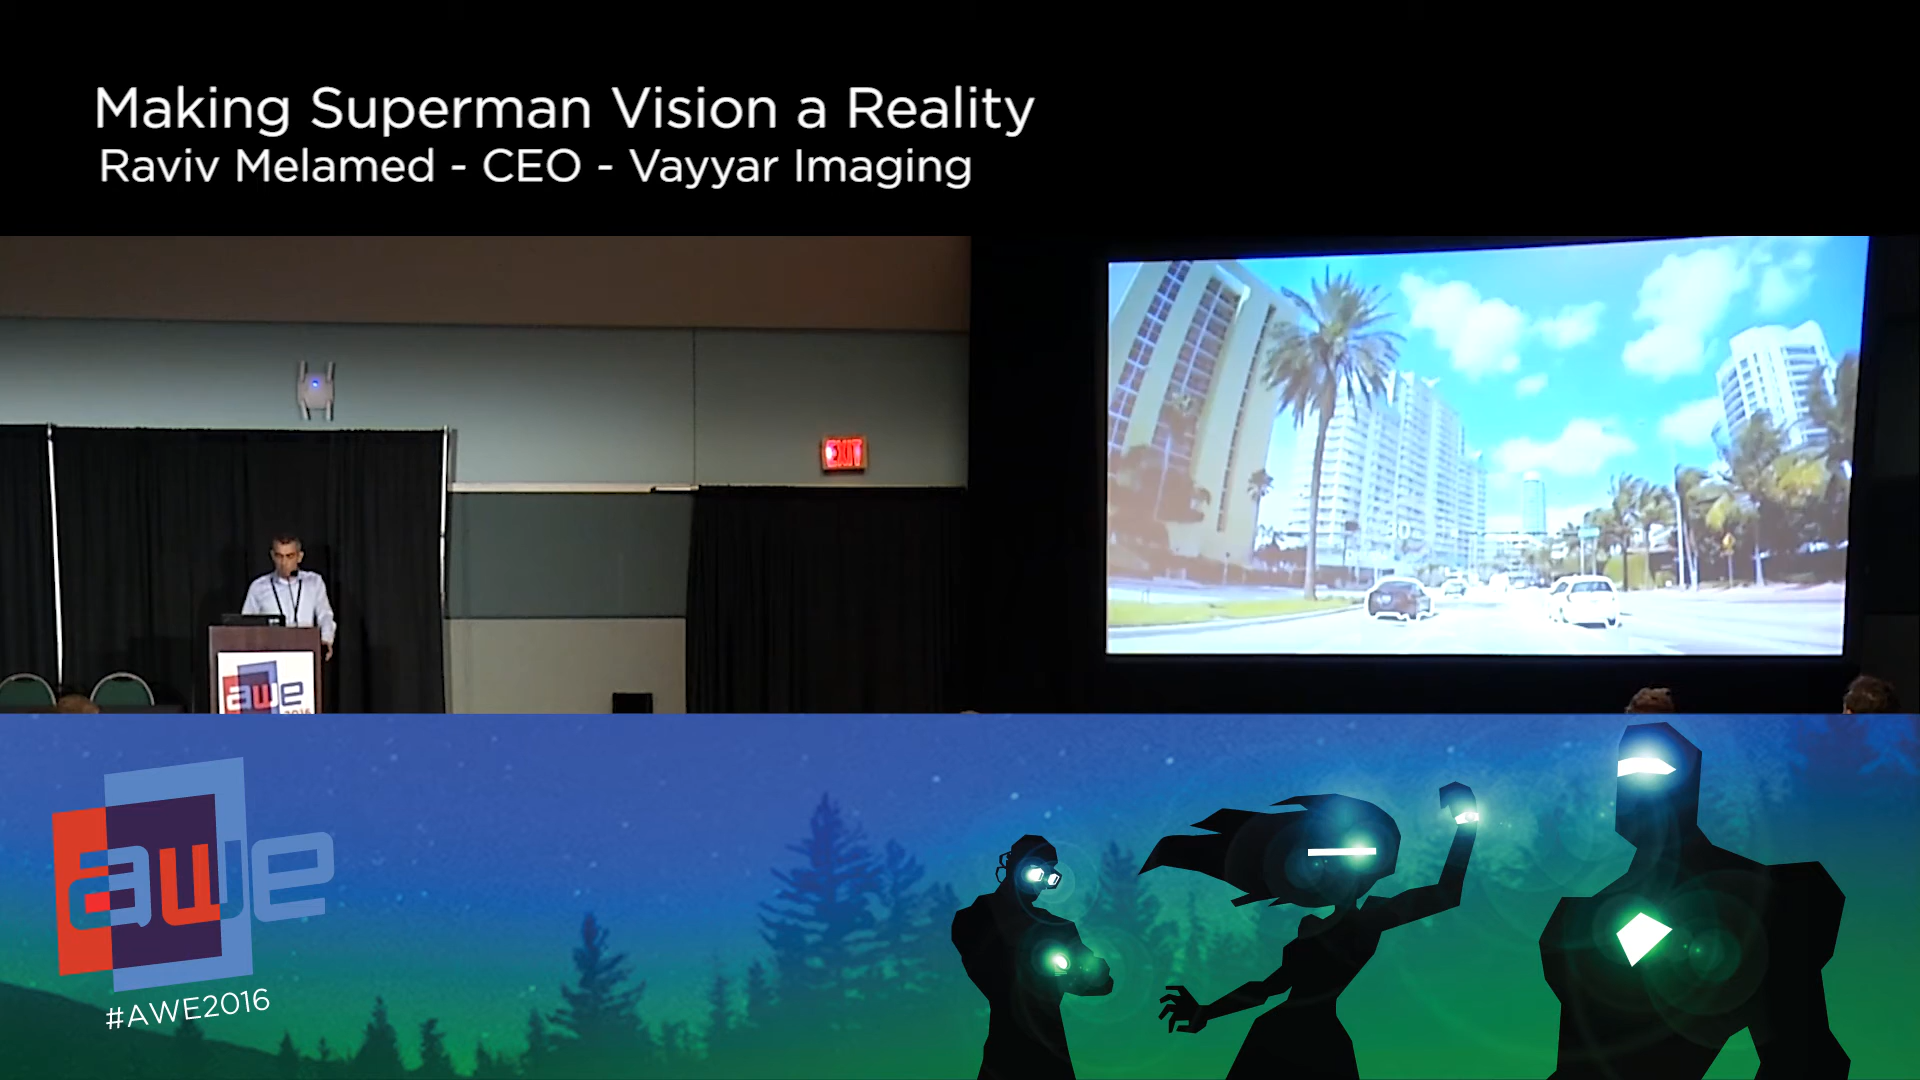 Making Superman Vision a Reality
Raviv Melamed - CEO - Vayyar Imaging
EXIT
awe
awe
#AWE2016